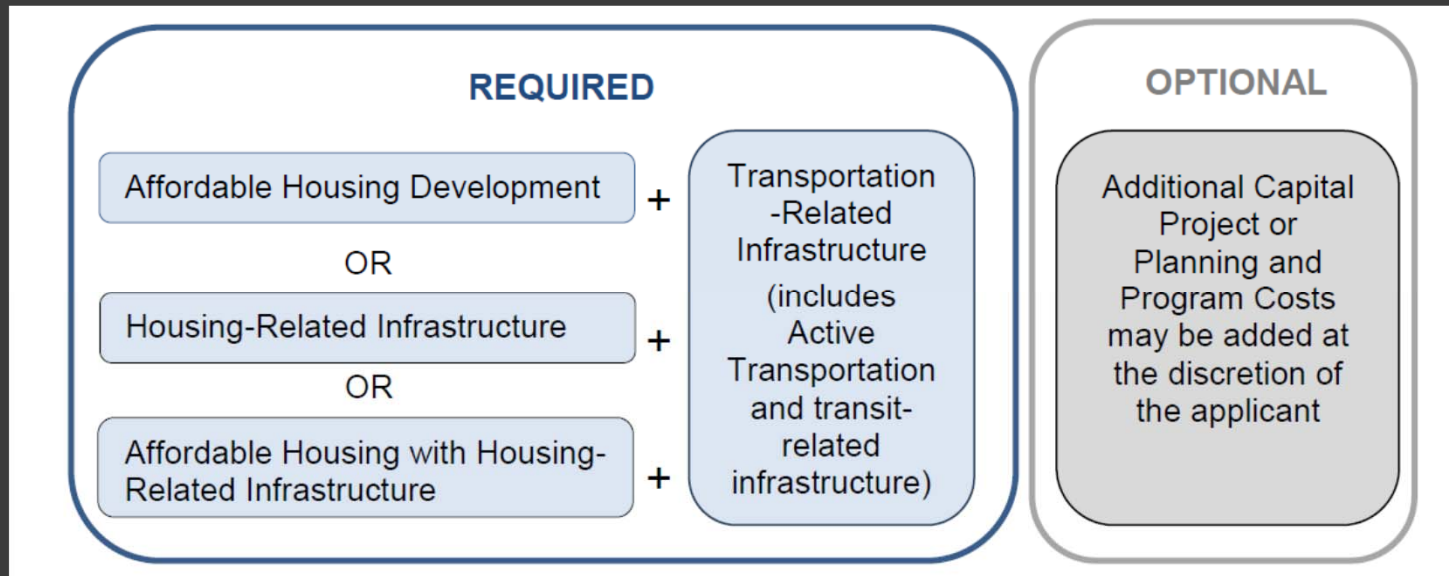 REQUIRED
Affordable Housing Development
OR
Housing-Related Infrastructure
OR
Affordable Housing with Housing-
Related Infrastructure
+
+
+
Transportation
-Related
Infrastructure
(includes
Active
Transportation
and transit-
related
infrastructure)
OPTIONAL
Additional Capital
Project or
Planning and
Program Costs
may be added at
the discretion of
the applicant